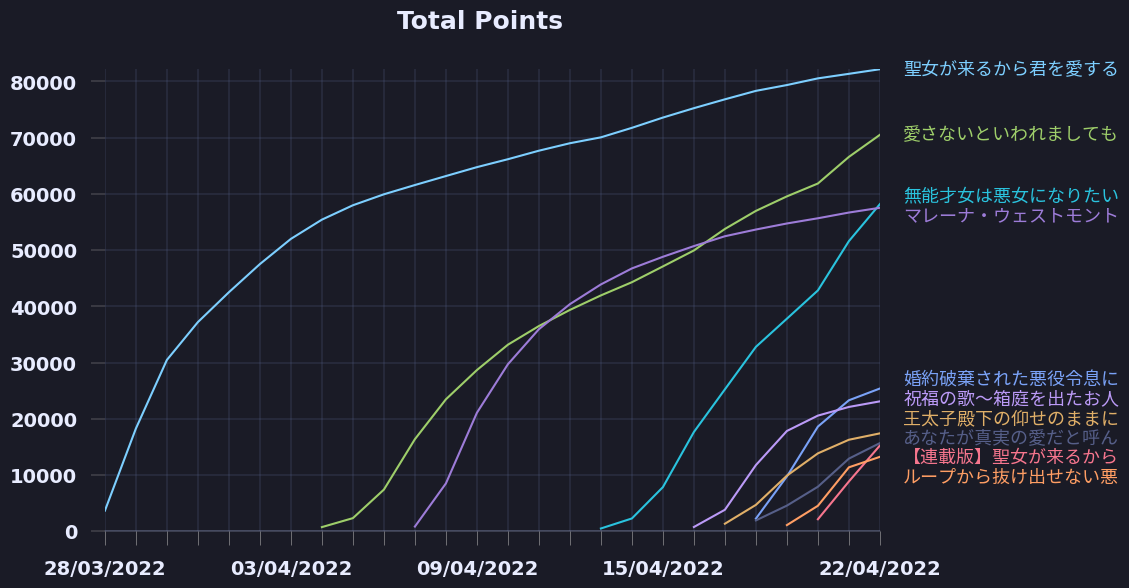 Total Points
80000
70000
60000
50000
40000
30000
20000
10000
0
28/03/2022
03/04/2022
09/04/2022
15/04/2022
22/04/2022
聖女が来るから君を愛する
愛さないといわれましても
無能才女は悪女になりたい
マレーナ・ウェストモント
婚約破棄された悪役令息に
祝福の歌〜箱庭を出たお人
王太子殿下の仰せのままに
あなたが真実の愛だと呼ん
【連載版】聖女が来るから
ループから抜け出せない悪